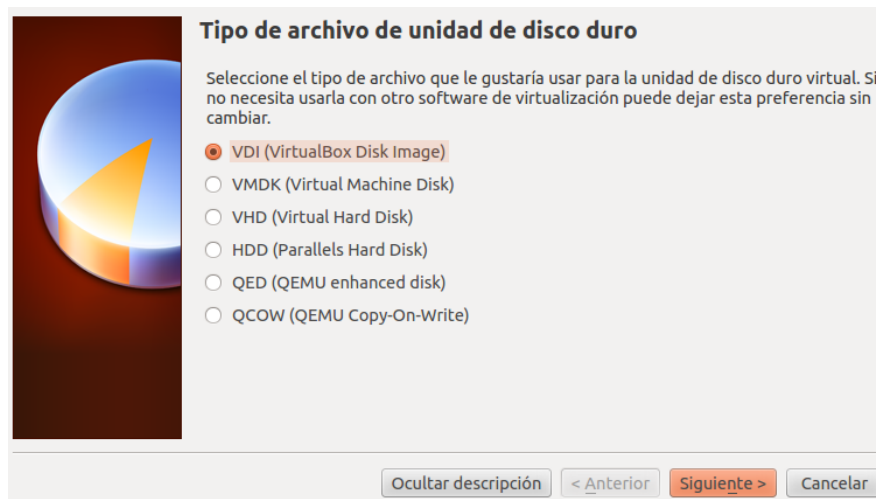 Tipo de archivo de unidad de disco duro
Seleccione el tipo de archivo que le gustaría usar para la unidad de disco duro virtual. Si
no necesita usarla con otro software de virtualización puede dejar esta preferencia sin
cambiar.
VDI (VirtualBox Disk Image)
VMDK (Virtual Machine Disk)
VHD (Virtual Hard Disk)
HDD (Parallels Hard Disk)
QED (QEMU enhanced disk)
QCOW (QEMU Copy-On-Write)
Ocultar descripción < Anterior Siguiente > Cancelar